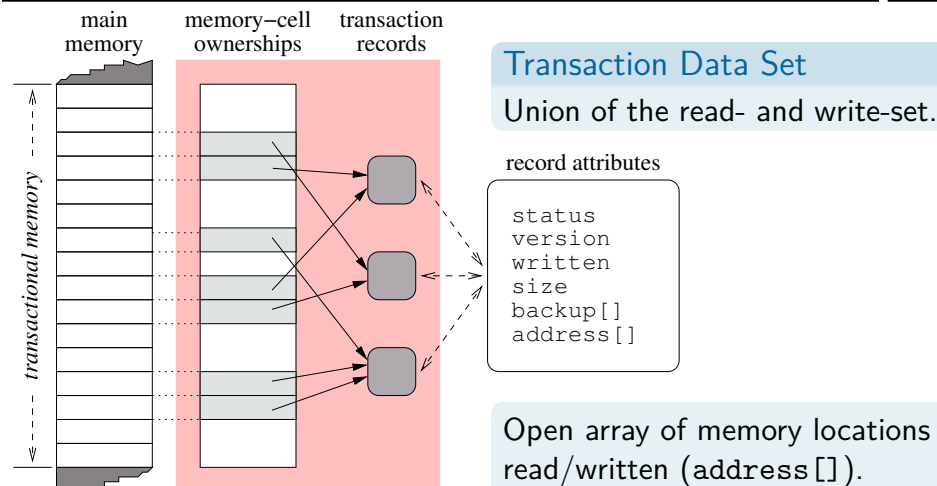 main
memory
memory−cell
ownerships
transaction
records
transactional memory
Transaction Data Set
Union of the read- and write-set.
record attributes
status
version
written
size
backup[]
address[]
Open array of memory locations
read/written (address[]).